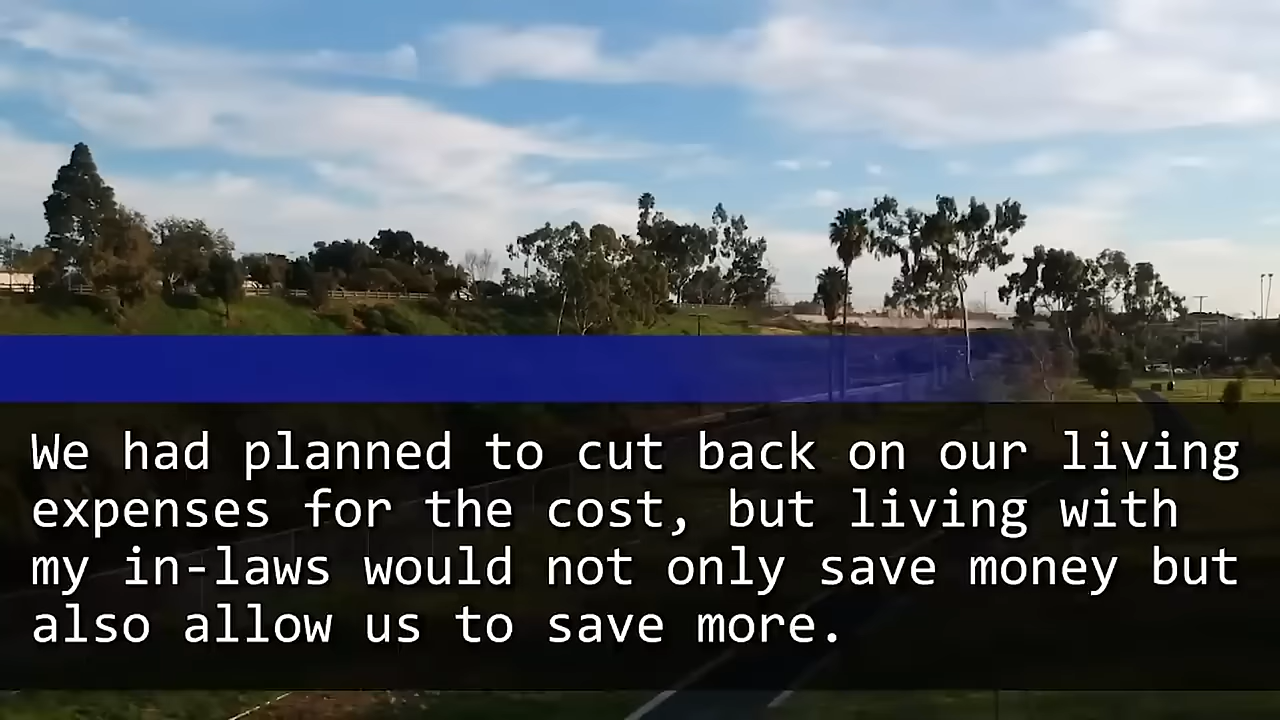 We had planned to cut back on our living
expenses for the cost, but living with
my in-laws would not only save money but
also allow us to save more.